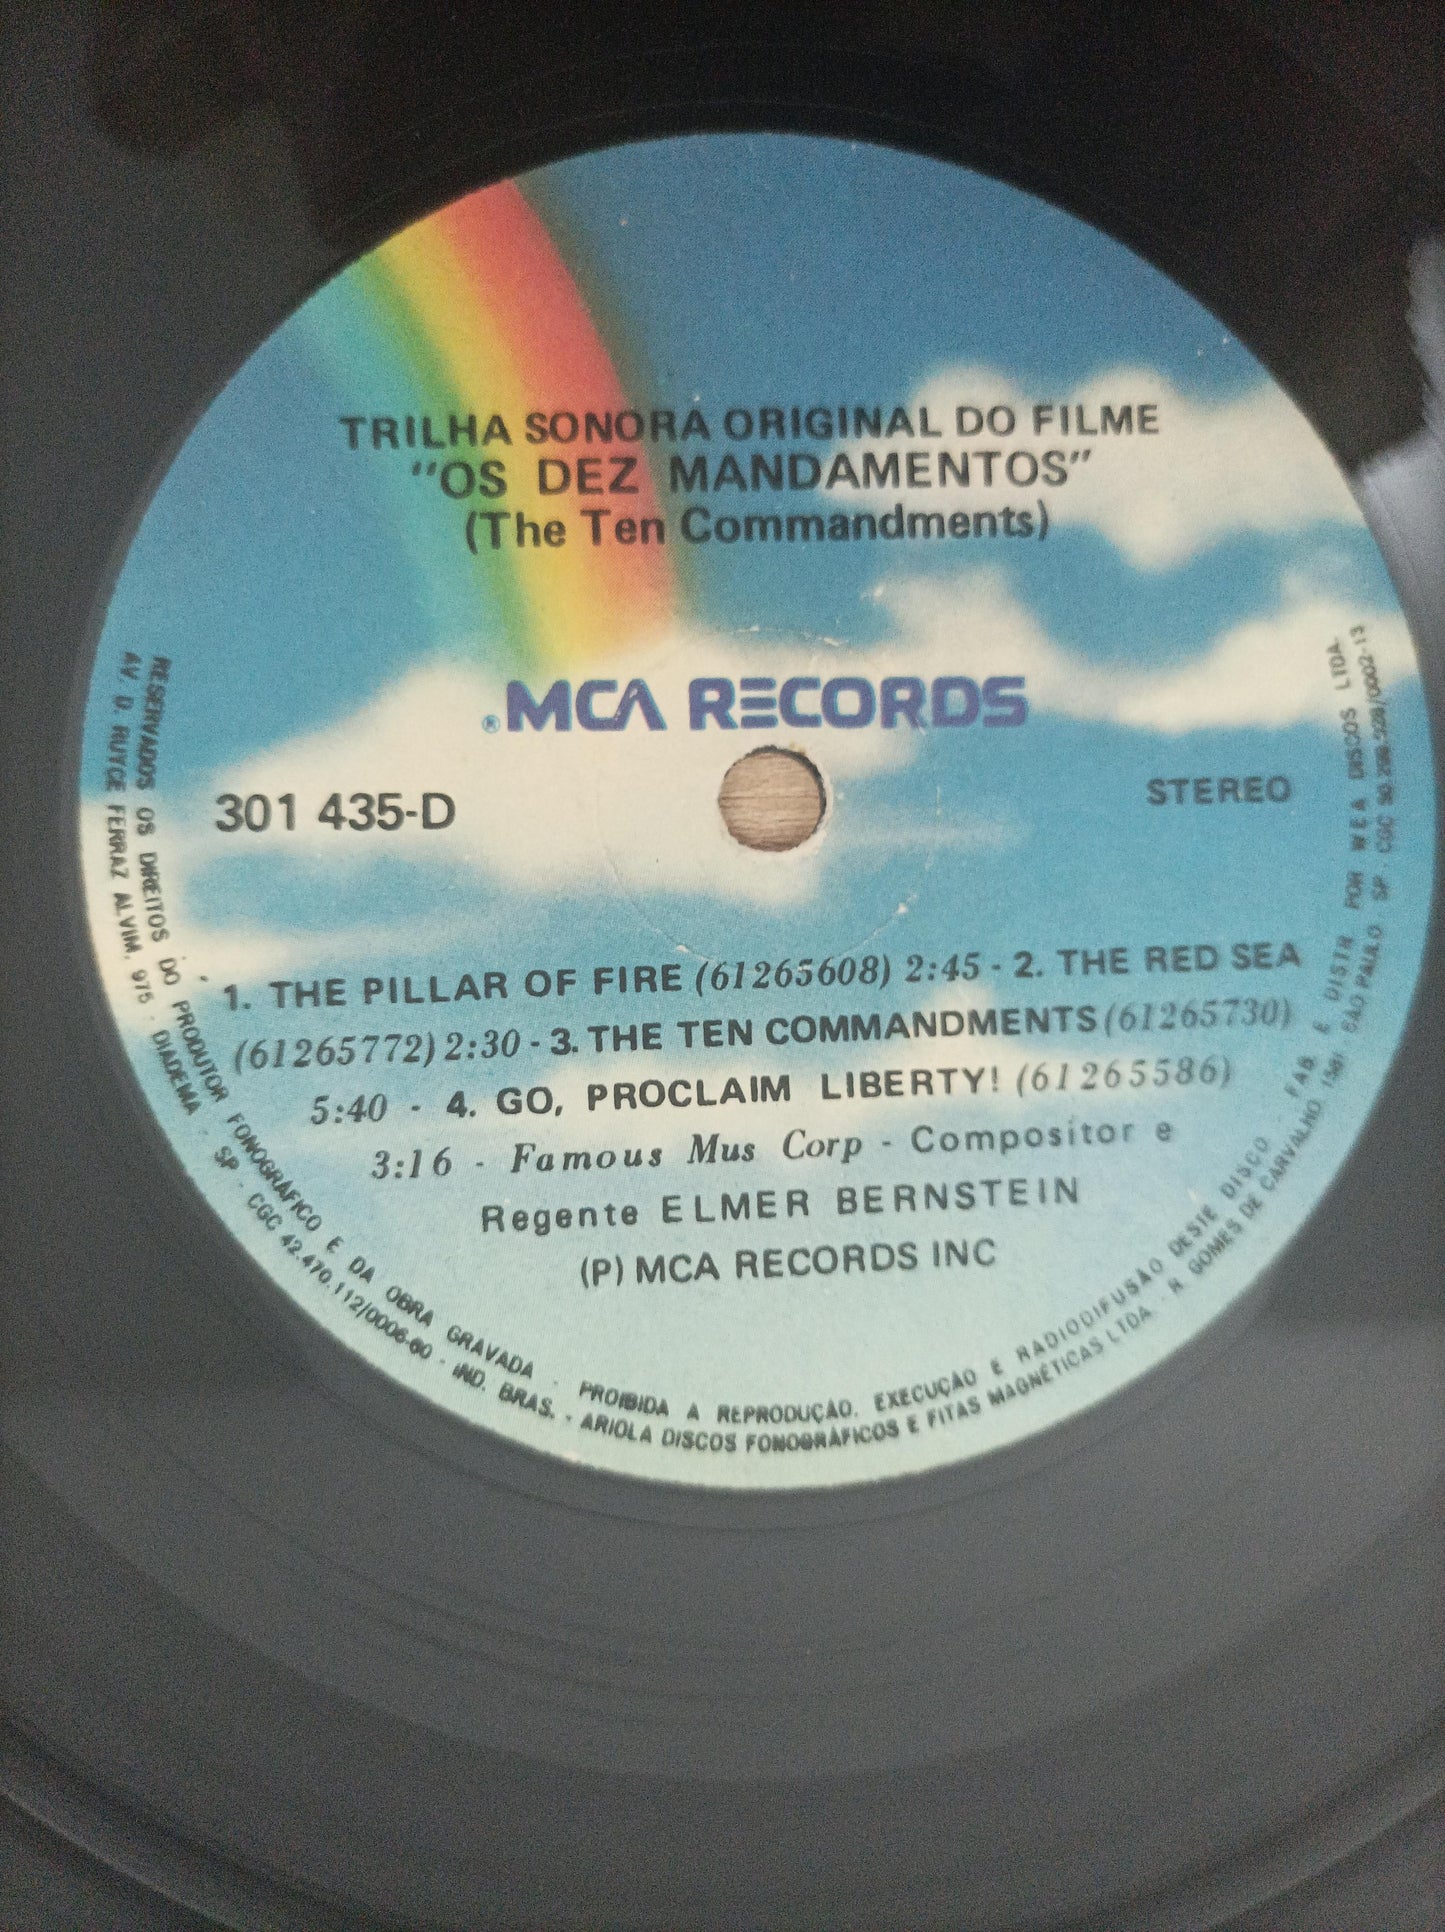 TRILHA SONORA ORIGINAL DO FILME
"OS DEZ MANDAMENTOS"
(The Ten Commandments)
®MCA RECORDS
301 435-D
STEREO
1. THE PILLAR OF FIRE (61265608) 2:45 - 2. THE RED SEA
(61265772) 2:30 - 3. THE TEN COMMANDMENTS (61265730)
5:40 - 4. GO, PROCLAIM LIBERTY! (61265586)
3:16 - Famous Mus Corp - Compositor e
Regente ELMER BERNSTEIN
(P) MCA RECORDS INC
RESERVADOS OS DIREITOS DO PRODUTOR FONOGRÁFICO E DA OBRA GRAVADA - PROIBIDA A REPRODUÇÃO, EXECUÇÃO E RADIODIFUSÃO DESTE DISCO - FAB E DISTR POR WEA DISCOS LTDA.
AV D RUYCE FERRAZ ALVIM, 975 - DIADEMA - SP - CGC 42.470.112/0006-60 - IND. BRAS. - ARIOLA DISCOS FONOGRÁFICOS E FITAS MAGNÉTICAS LTDA - R GOMES DE CARVALHO SÃO PAULO SP - CGC